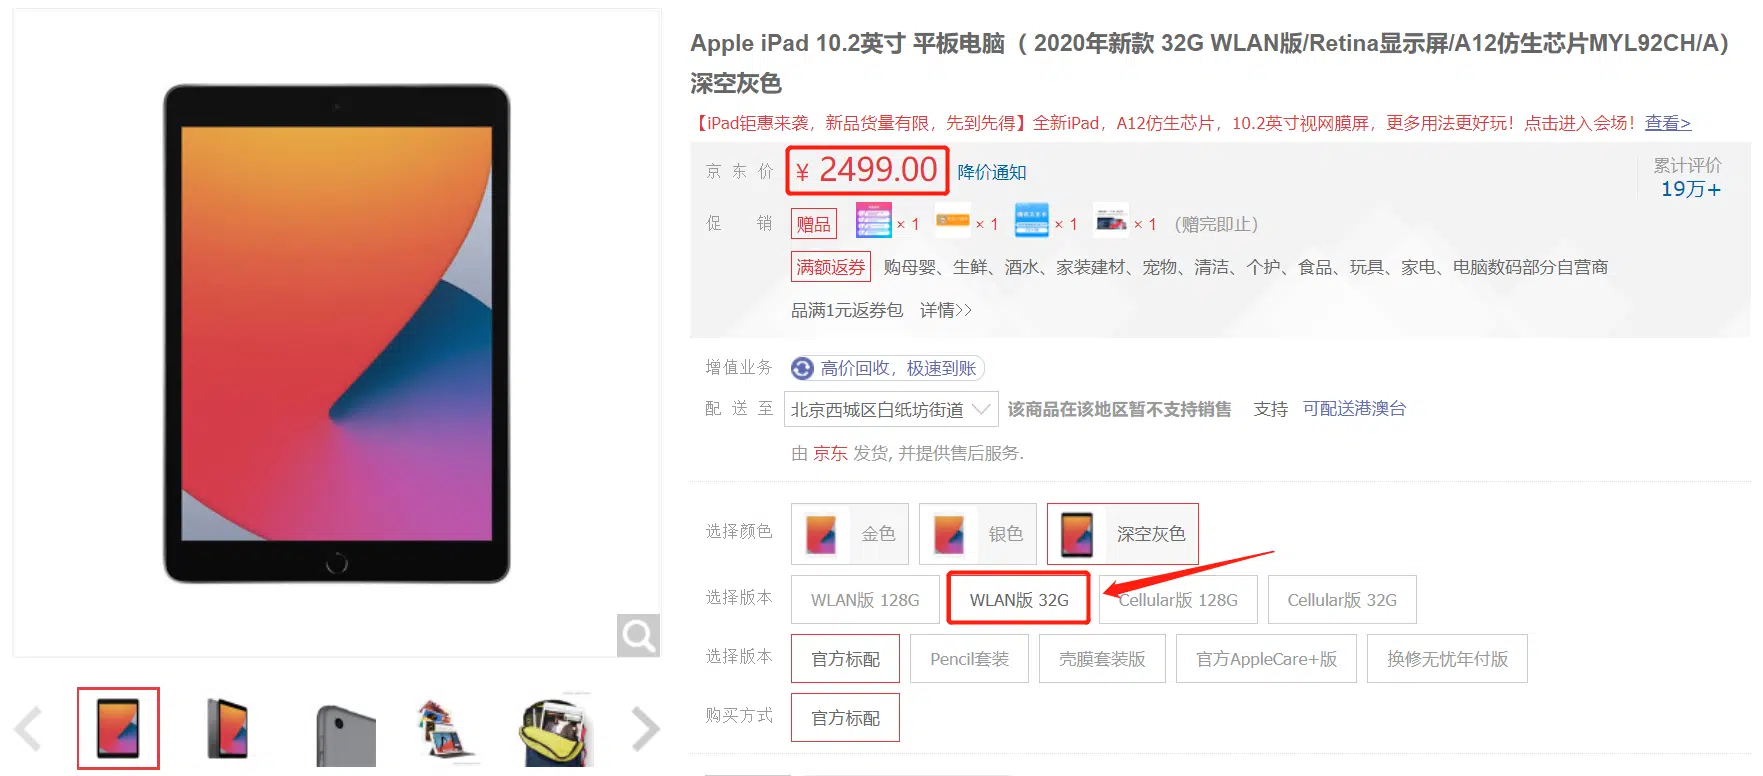 Apple iPad 10.2英寸 平板电脑（ 2020年新款 32G WLAN版/Retina显示屏/A12仿生芯片MYL92CH/A）
深空灰色
【iPad钜惠来袭，新品货量有限，先到先得】全新iPad，A12仿生芯片，10.2英寸视网膜屏，更多用法更好玩！点击进入会场！查看>
京东价 ¥ 2499.00 降价通知 累计评价
19万+
促销 赠品 × 1 × 1 × 1 × 1 （赠完即止）
满额返券 购母婴、生鲜、酒水、家装建材、宠物、清洁、个护、食品、玩具、家电、电脑数码部分自营商
品满1元返券包 详情>>
增值业务 高价回收，极速到账
配送至 北京西城区白纸坊街道 该商品在该地区暂不支持销售 支持 可配送港澳台
由 京东 发货, 并提供售后服务.
选择颜色 金色 银色 深空灰色
选择版本 WLAN版 128G WLAN版 32G Cellular版 128G Cellular版 32G
选择版本 官方标配 Pencil套装 壳膜套装版 官方AppleCare+版 换修无忧年付版
购买方式 官方标配